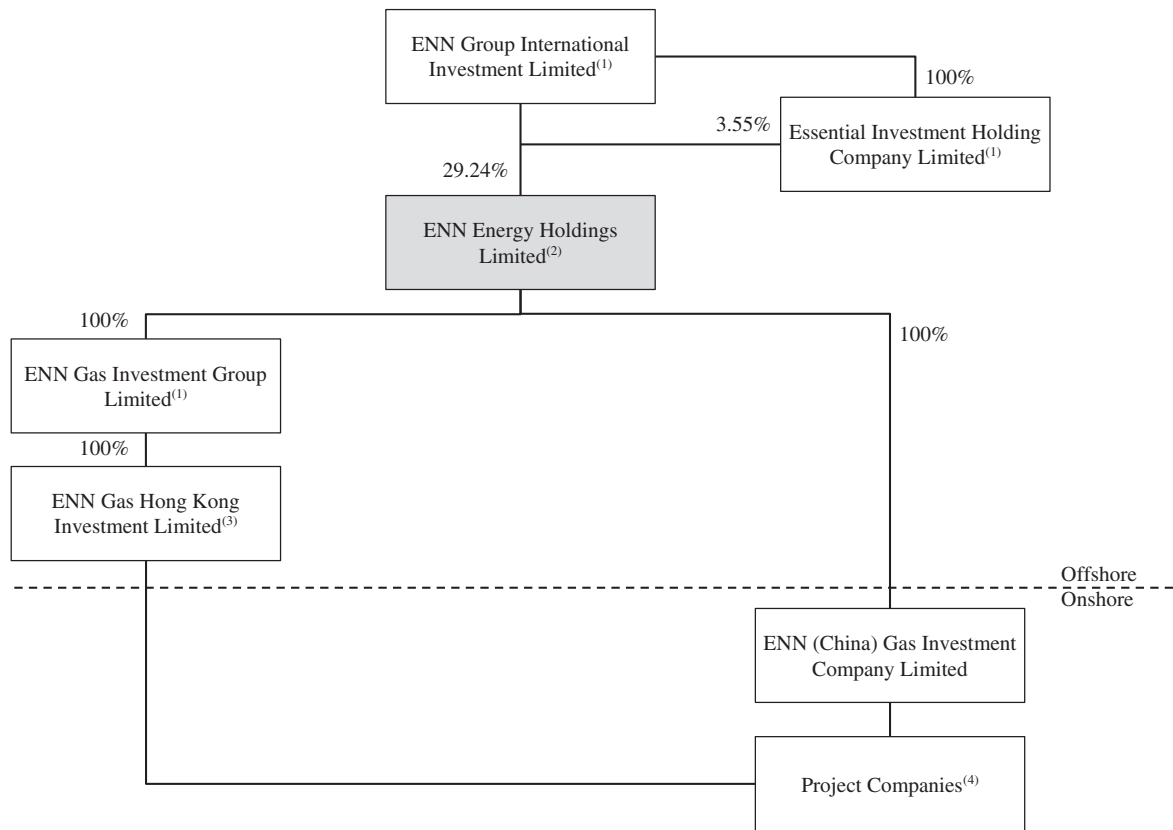 ENN Group International
Investment Limited(1)
100%
3.55%
Essential Investment Holding
Company Limited(1)
29.24%
ENN Energy Holdings
Limited(2)
100%
100%
ENN Gas Investment Group
Limited(1)
100%
ENN Gas Hong Kong
Investment Limited(3)
Offshore
Onshore
ENN (China) Gas Investment
Company Limited
Project Companies(4)